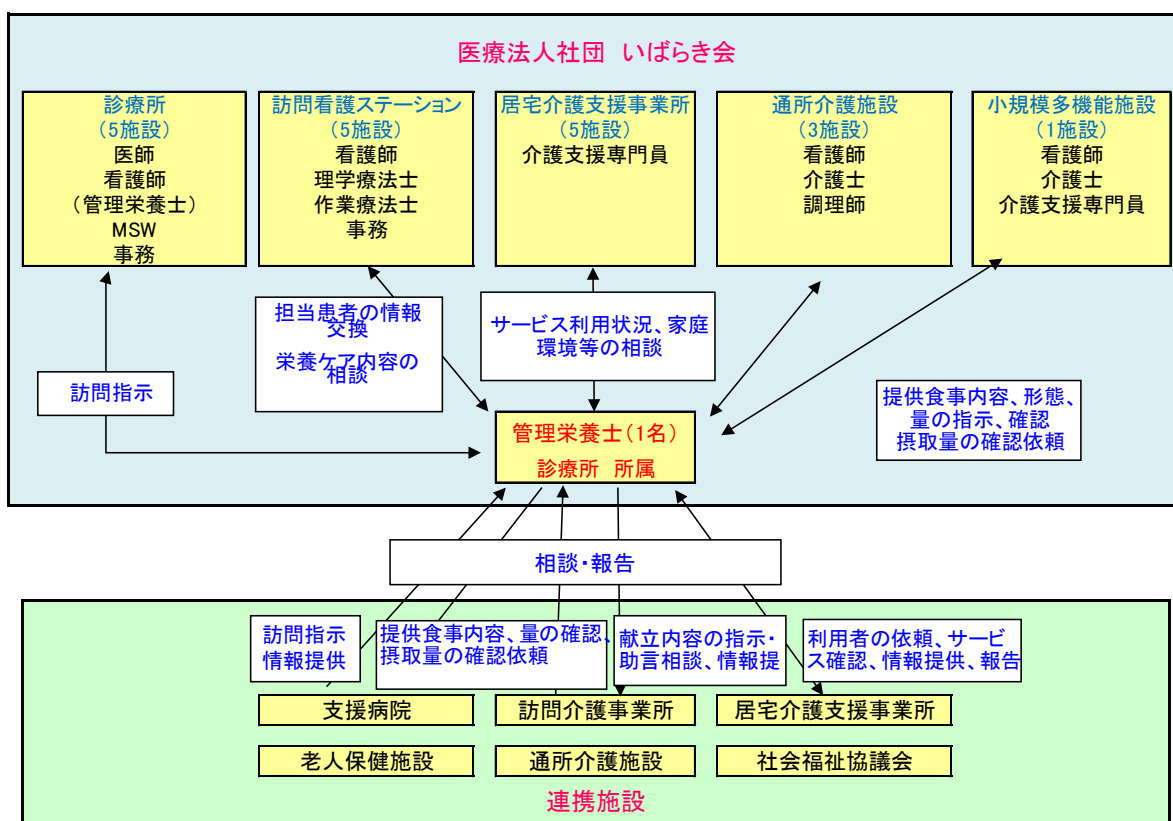 医療法人社団 いばらき会
診療所
(5施設)
医師
看護師
(管理栄養士)
MSW
事務
訪問看護ステーション
(5施設)
看護師
理学療法士
作業療法士
事務
居宅介護支援事業所
(5施設)
介護支援専門員
通所介護施設
(3施設)
看護師
介護士
調理師
小規模多機能施設
(1施設)
看護師
介護士
介護支援専門員
訪問指示
担当患者の情報
交換
栄養ケア内容の
相談
サービス利用状況、家庭
環境等の相談
提供食事内容、形態、
量の指示、確認
摂取量の確認依頼
管理栄養士(1名)
診療所 所属
相談・報告
訪問指示
情報提供
提供食事内容、量の確認、
摂取量の確認依頼
献立内容の指示・
助言相談、情報提
利用者の依頼、サービ
ス確認、情報提供、報告
支援病院
訪問介護事業所
居宅介護支援事業所
老人保健施設
通所介護施設
社会福祉協議会
連携施設